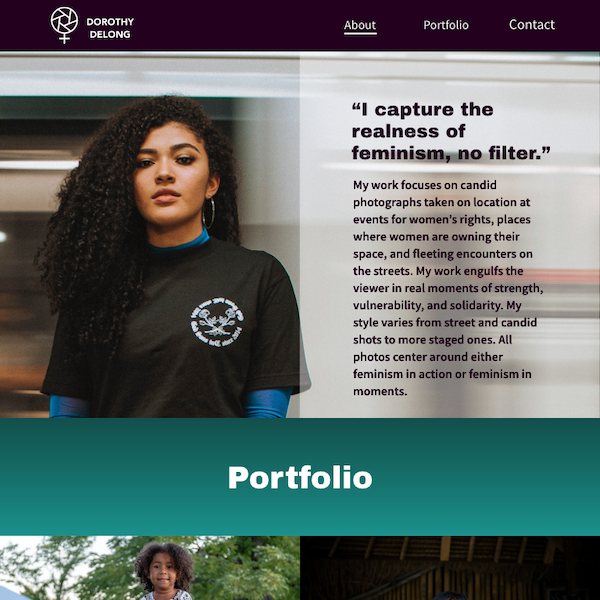 DOROTHY
DELONG
About
Portfolio
Contact
“I capture the
realness of
feminism, no filter.”
My work focuses on candid
photographs taken on location at
events for women’s rights, places
where women are owning their
space, and fleeting encounters on
the streets. My work engulfs the
viewer in real moments of strength,
vulnerability, and solidarity. My
style varies from street and candid
shots to more staged ones. All
photos center around either
feminism in action or feminism in
moments.
Portfolio